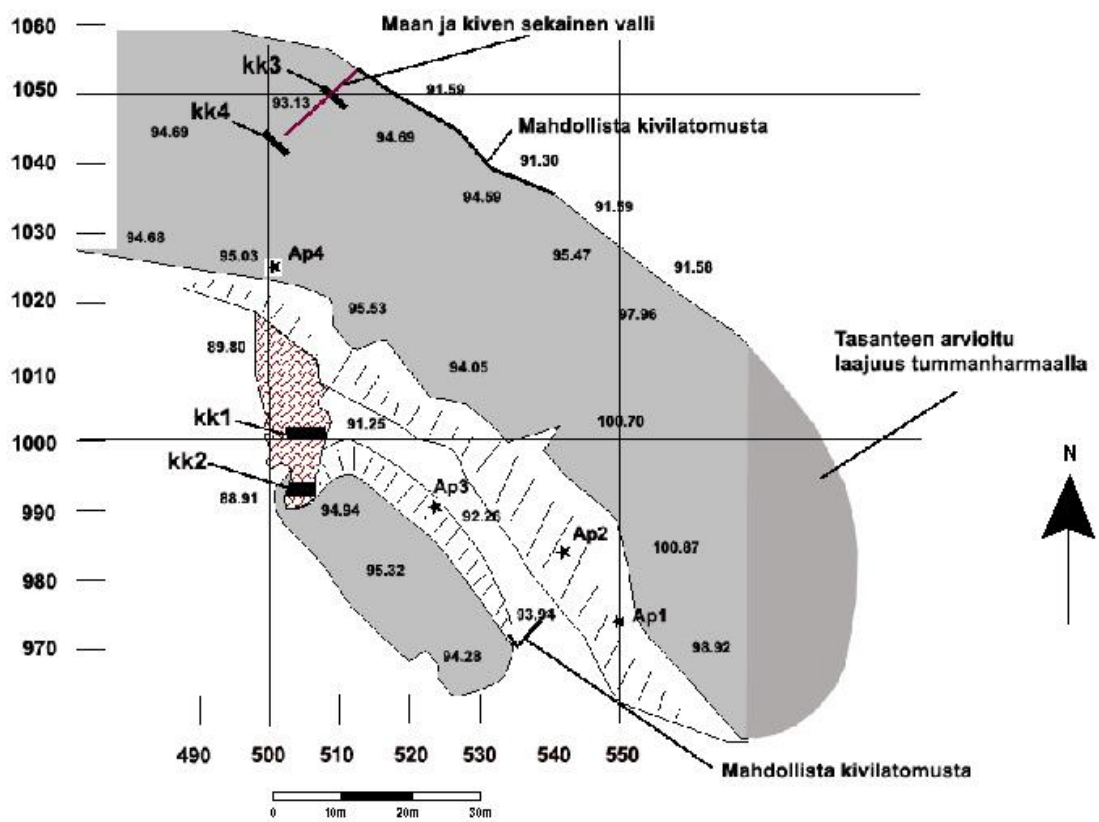 1060
Maan ja kiven sekainen valli
kk3
1050
93.13
91.59
kk4
94.69
94.69
Mahdollista kivilatomusta
1040
91.30
94.59
91.59
1030
94.68
95.03
Ap4
95.47
91.58
1020
95.53
97.96
89.80
Tasanteen arvioitu
laajuus tummanharmaalla
94.05
1010
kk1
91.25
100.70
1000
kk2
N
88.91
94.94
Ap3
92.26
990
Ap2
100.87
95.32
980
93.94
Ap1
970
94.28
98.92
490
500
510
520
530
540
550
Mahdollista kivilatomusta
0
10m
20m
30m